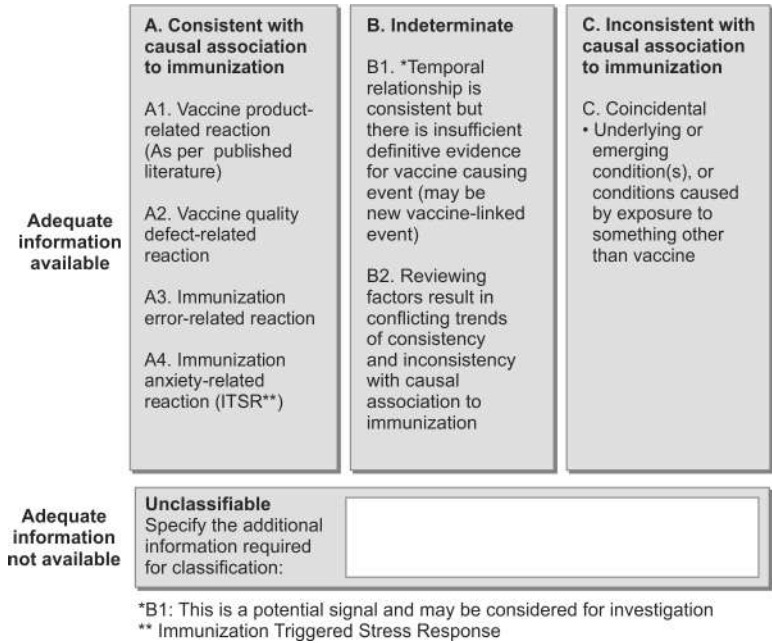 A. Consistent with
causal association
to immunization
A1. Vaccine product-
related reaction
(As per published
literature)
A2. Vaccine quality
defect-related
reaction
A3. Immunization
error-related reaction
A4. Immunization
anxiety-related
reaction (ITSR**)
B. Indeterminate
B1. *Temporal
relationship is
consistent but
there is insufficient
definitive evidence
for vaccine causing
event (may be
new vaccine-linked
event)
B2. Reviewing
factors result in
conflicting trends
of consistency
and inconsistency
with causal
association to
immunization
C. Inconsistent with
causal association
to immunization
C. Coincidental
• Underlying or
emerging
condition(s), or
conditions caused
by exposure to
something other
than vaccine
Adequate
information
available
Adequate
information
not available
Unclassifiable
Specify the additional
information required
for classification:
*B1: This is a potential signal and may be considered for investigation
** Immunization Triggered Stress Response